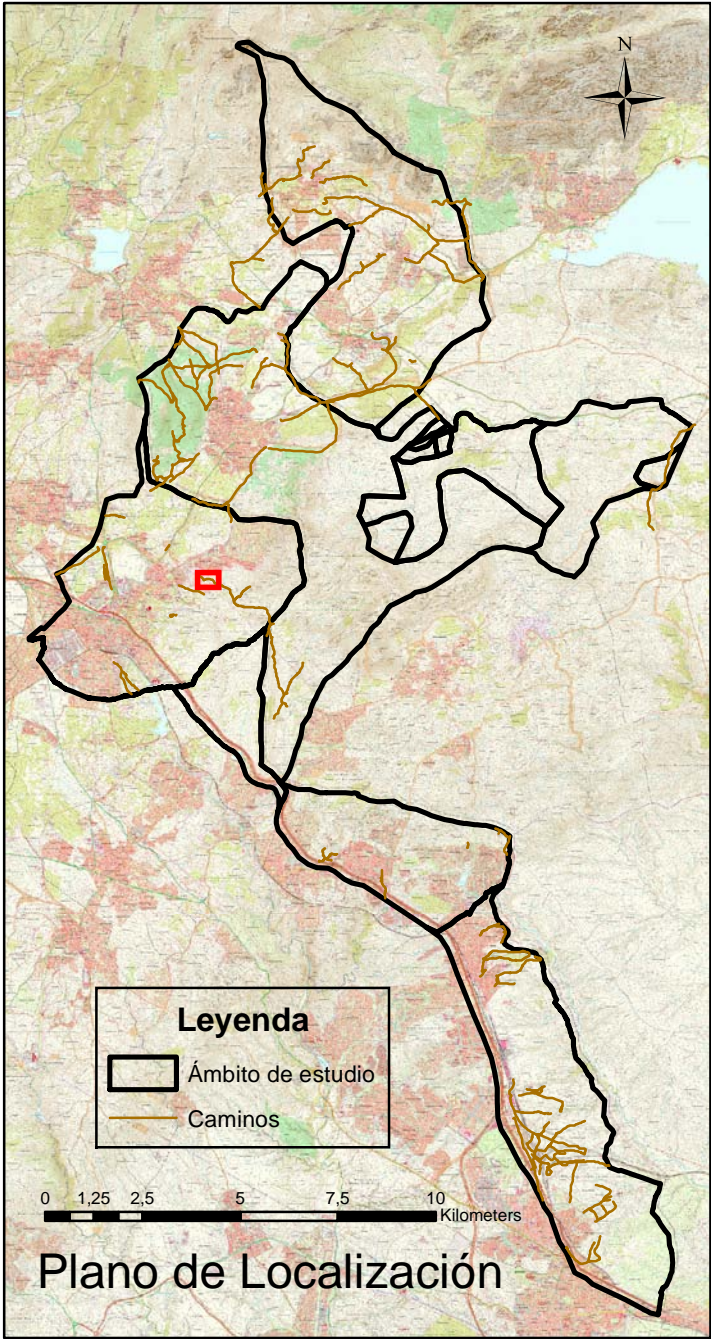 N
Leyenda
Ámbito de estudio
Caminos
0 1,25 2,5 5 7,5 10
Kilometers
Plano de Localización